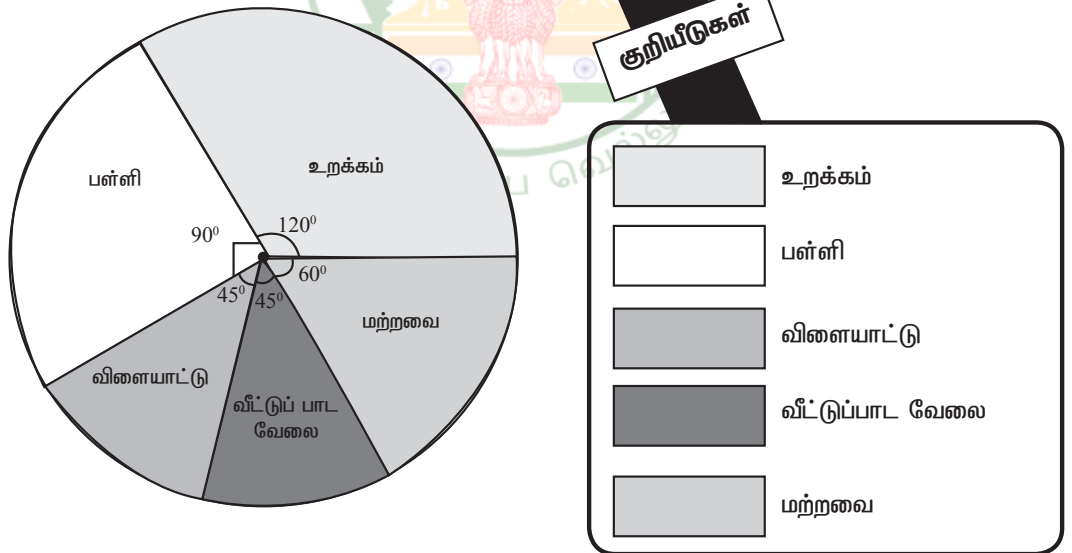 குறியீடுகள்
உறக்கம்
பள்ளி
120⁰
90⁰
60⁰
45⁰
45⁰
மற்றவை
விளையாட்டு
வீட்டுப் பாட
வேலை
உறக்கம்
பள்ளி
விளையாட்டு
வீட்டுப்பாட வேலை
மற்றவை